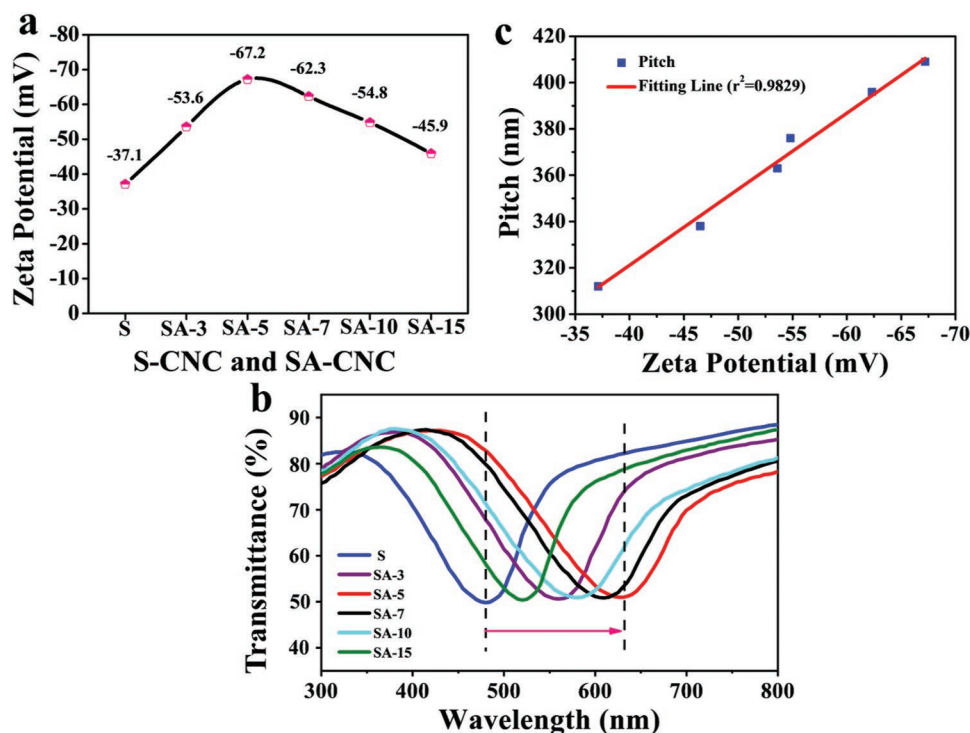 a
Zeta Potential (mV)
-80
-70
-60
-50
-40
-30
-20
-10
0
-37.1
-53.6
-67.2
-62.3
-54.8
-45.9
S SA-3 SA-5 SA-7 SA-10 SA-15
S-CNC and SA-CNC
c
Pitch (nm)
420
400
380
360
340
320
300
Pitch
Fitting Line (r²=0.9829)
-35 -40 -45 -50 -55 -60 -65 -70
Zeta Potential (mV)
b
Transmittance (%)
90
80
70
60
50
40
S
SA-3
SA-5
SA-7
SA-10
SA-15
300 400 500 600 700 800
Wavelength (nm)